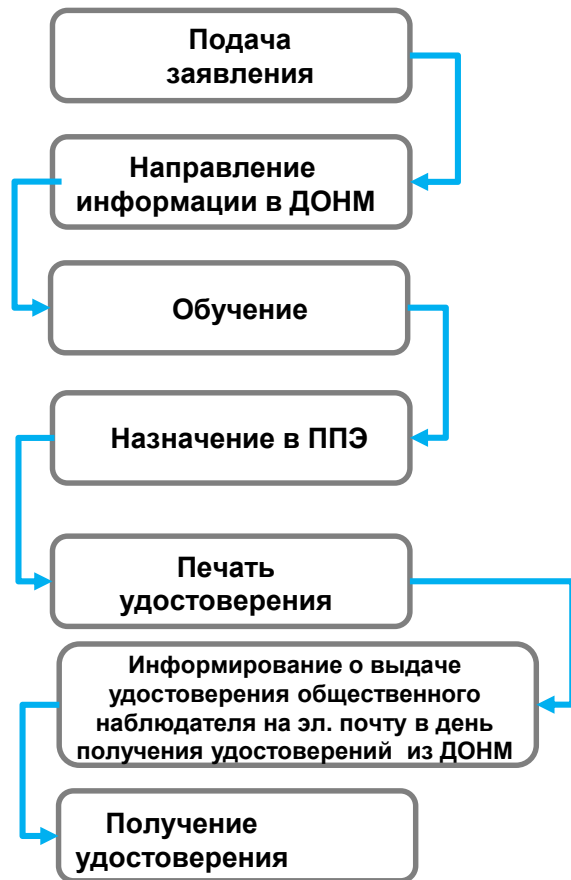 Подача
заявления
Направление
информации в ДОНМ
Обучение
Назначение в ППЭ
Печать
удостоверения
Информирование о выдаче
удостоверения общественного
наблюдателя на эл. почту в день
получения удостоверений из ДОНМ
Получение
удостоверения